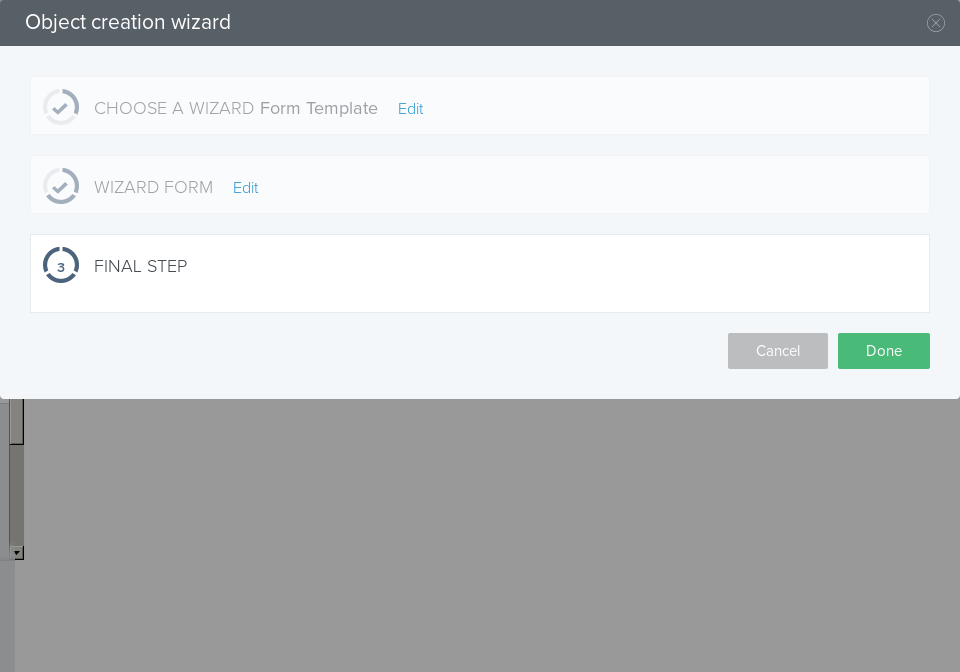 Object creation wizard
CHOOSE A WIZARD Form Template Edit
WIZARD FORM Edit
3 FINAL STEP
Cancel Done